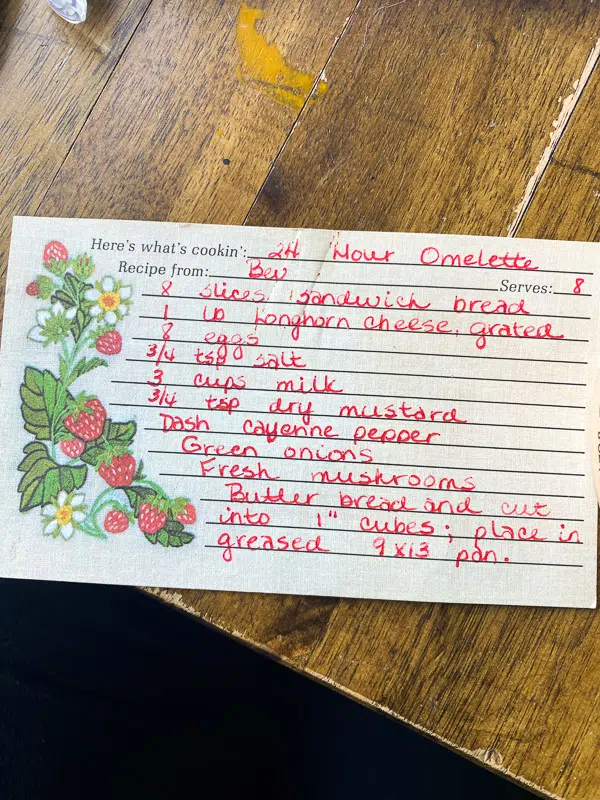 Here's what's cookin': 24 Hour Omelette
Recipe from: Bev Serves: 8
8 slices sandwich bread
1 lb longhorn cheese, grated
8 eggs
3/4 tsp salt
3 cups milk
3/4 tsp dry mustard
Dash cayenne pepper
Green onions
Fresh mushrooms
Butter bread and cut
into 1" cubes; place in
greased 9x13 pan.